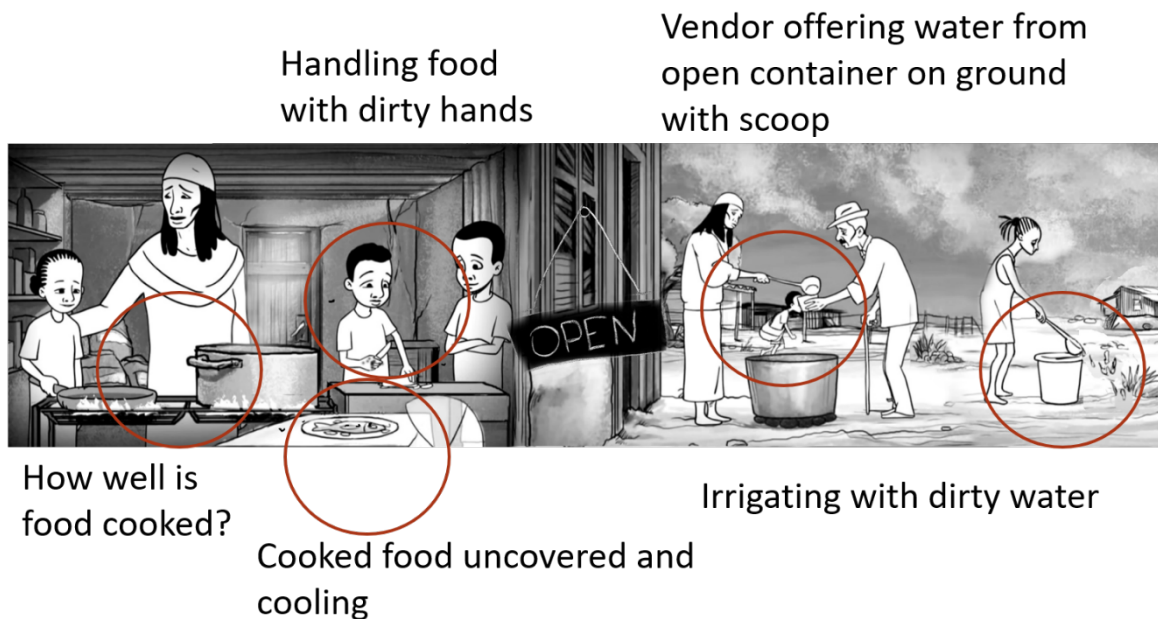 Handling food
with dirty hands
Vendor offering water from
open container on ground
with scoop
OPEN
How well is
food cooked?
Cooked food uncovered and
cooling
Irrigating with dirty water